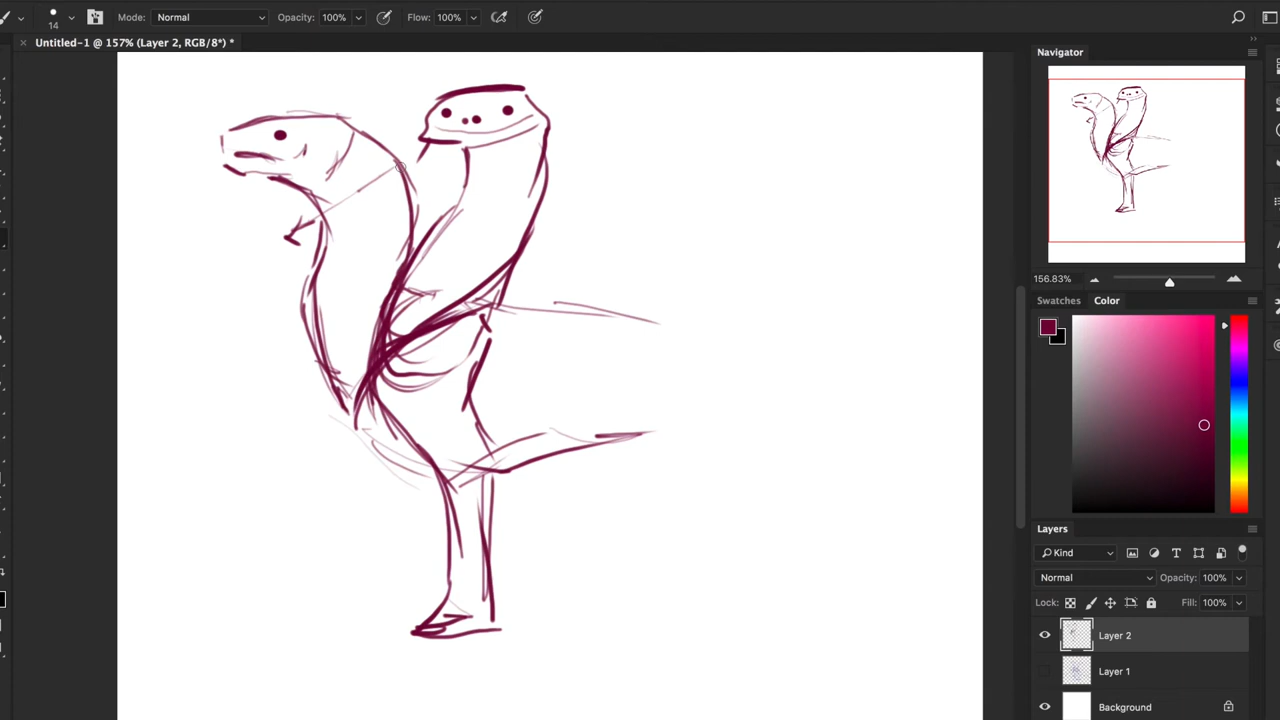 14
Mode: Normal
Opacity: 100%
Flow: 100%
Untitled-1 @ 157% (Layer 2, RGB/8*) *
Navigator
156.83%
Swatches
Color
Layers
Kind
Normal
Opacity: 100%
Lock:
Fill: 100%
Layer 2
Layer 1
Background